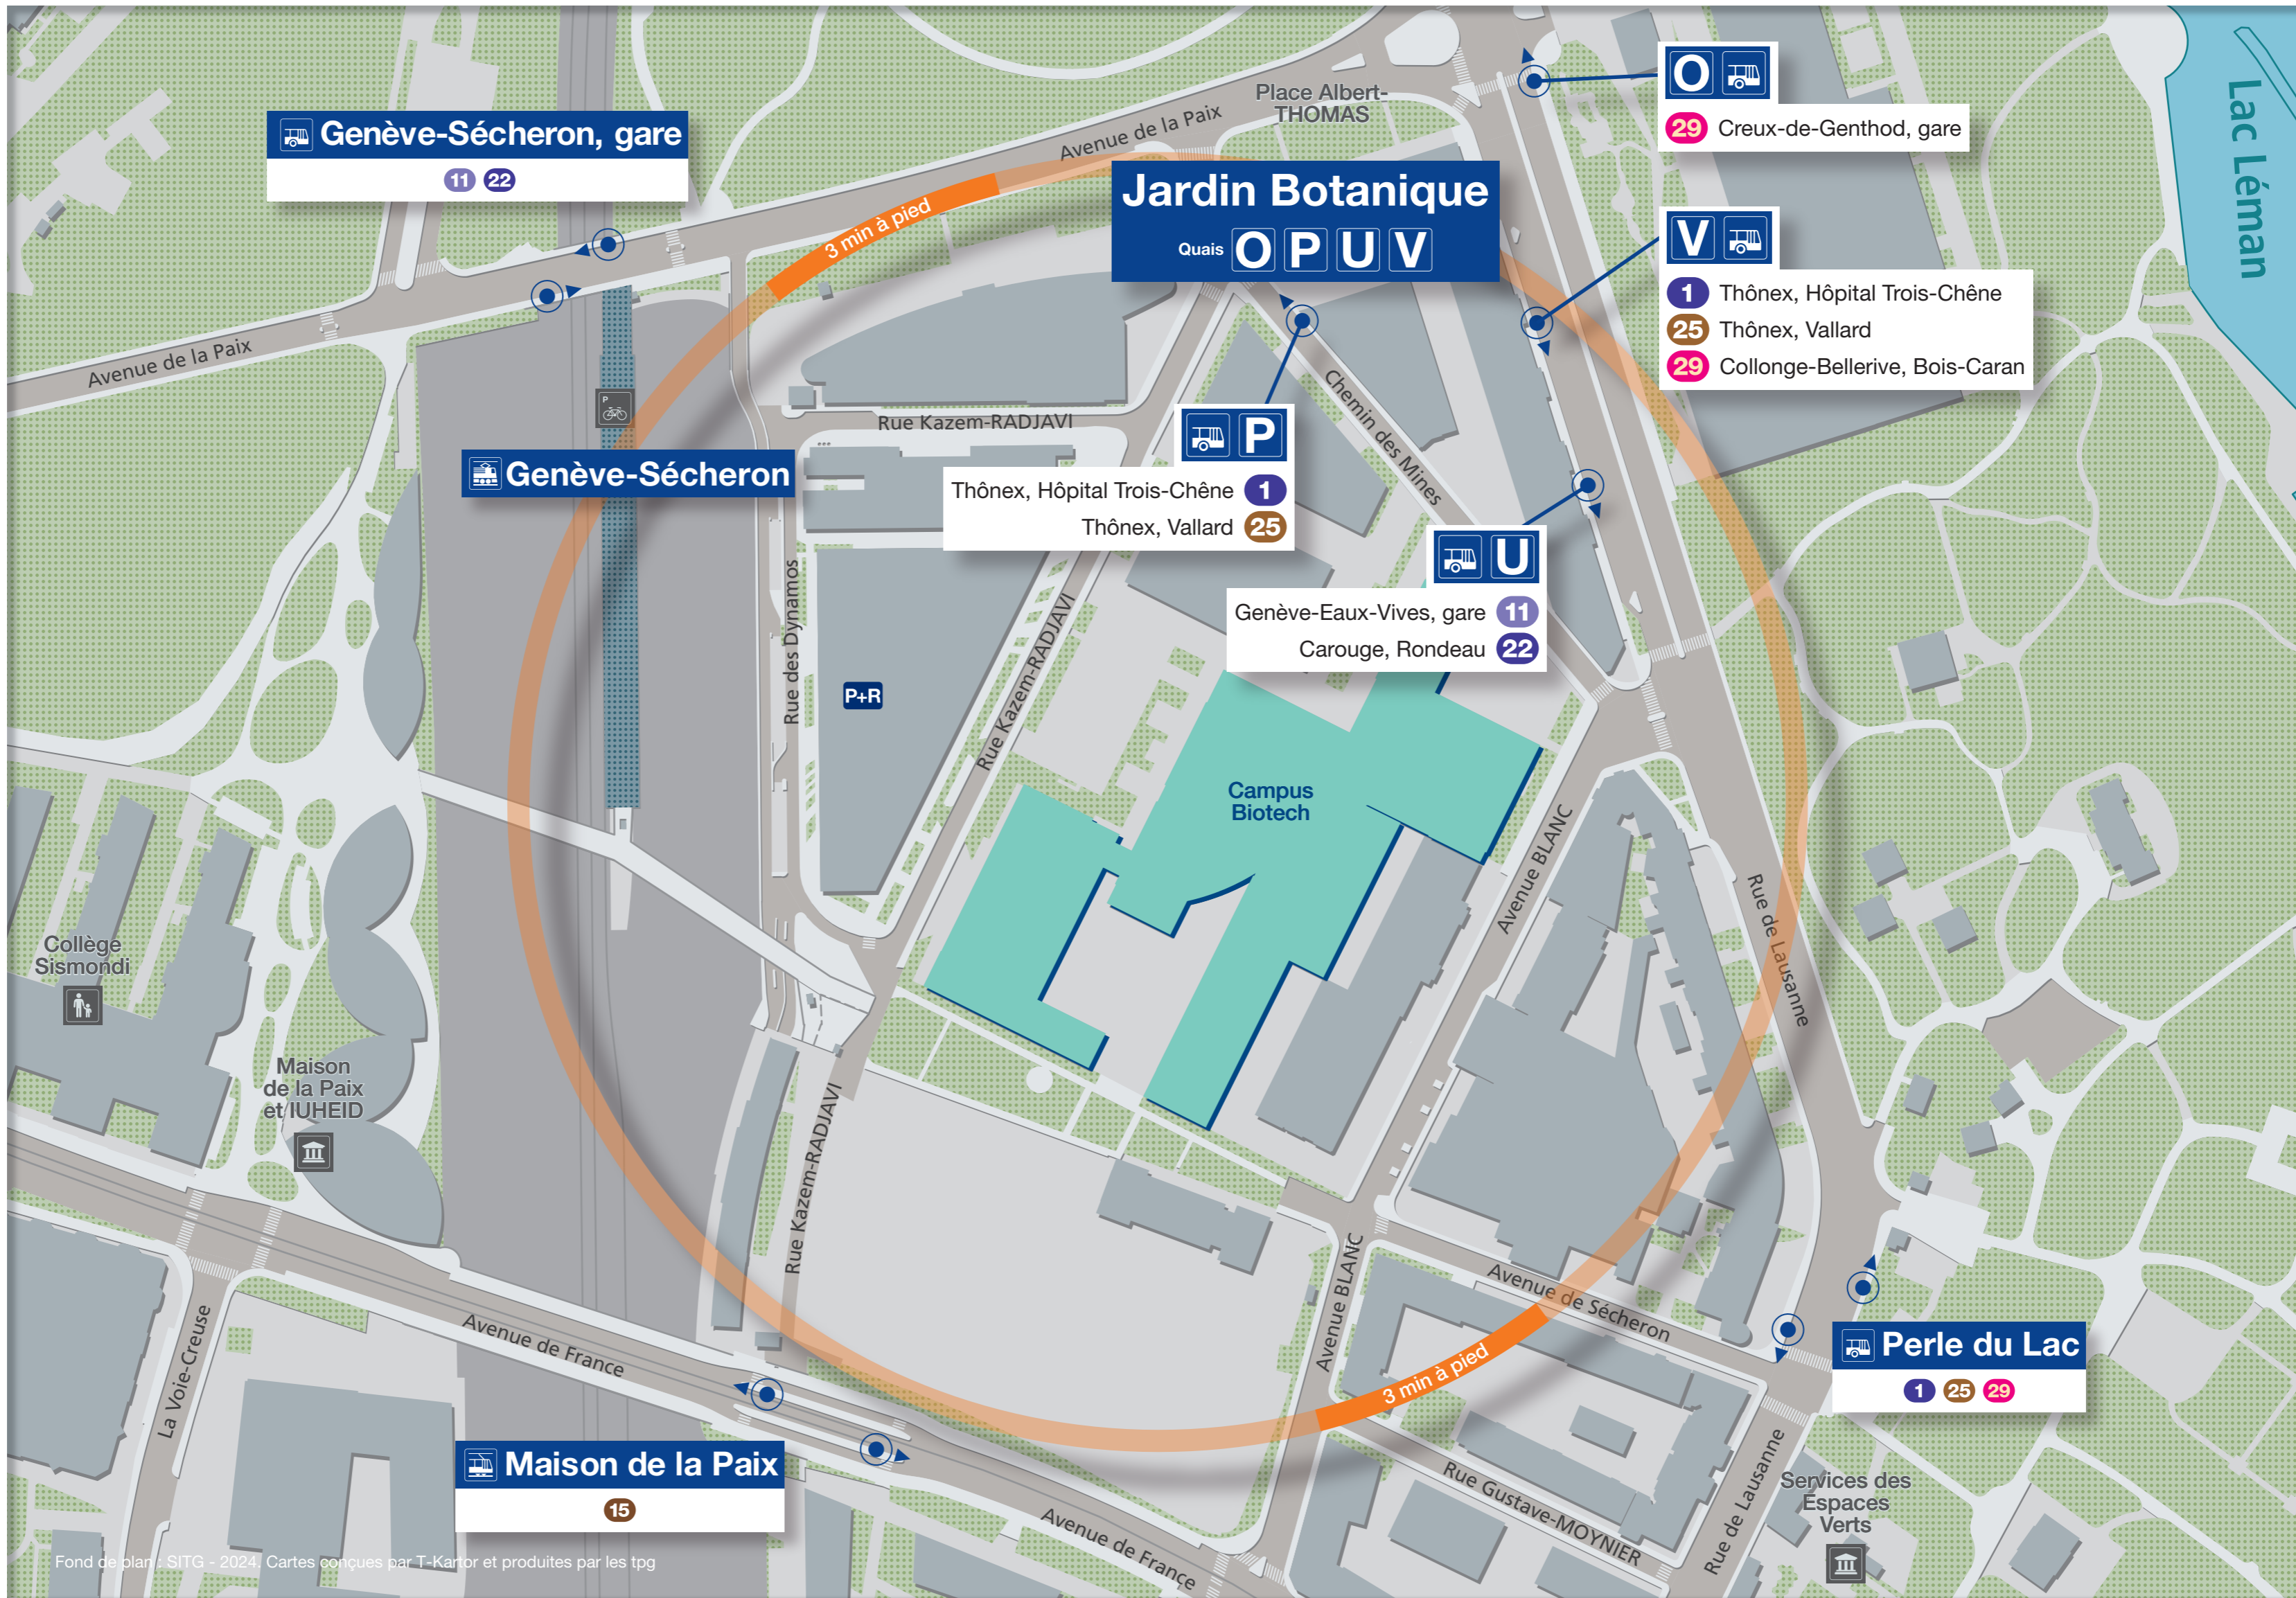 Genève-Sécheron, gare
11 22
Avenue de la Paix
Place Albert-
THOMAS
O
29 Creux-de-Genthod, gare
Lac Léman
3 min à pied
Jardin Botanique
Quais O P U V
V
1 Thônex, Hôpital Trois-Chêne
25 Thônex, Vallard
29 Collonge-Bellerive, Bois-Caran
Avenue de la Paix
P
Rue Kazem-RADJAVI
Chemin des Mines
Genève-Sécheron
P
Thônex, Hôpital Trois-Chêne 1
Thônex, Vallard 25
U
Genève-Eaux-Vives, gare 11
Carouge, Rondeau 22
Rue des Dynamos
P+R
Rue Kazem-RADJAVI
Campus
Biotech
Avenue BLANC
Rue de Lausanne
Collège
Sismondi
Maison
de la Paix
et IUHEID
Rue Kazem-RADJAVI
Avenue BLANC
Avenue de Sécheron
La Voie-Creuse
Avenue de France
3 min à pied
Perle du Lac
1 25 29
Maison de la Paix
15
Rue Gustave-MOYNIER
Rue de Lausanne
Services des
Espaces
Verts
Avenue de France
Fond de plan : SITG - 2024. Cartes conçues par T-Kartor et produites par les tpg